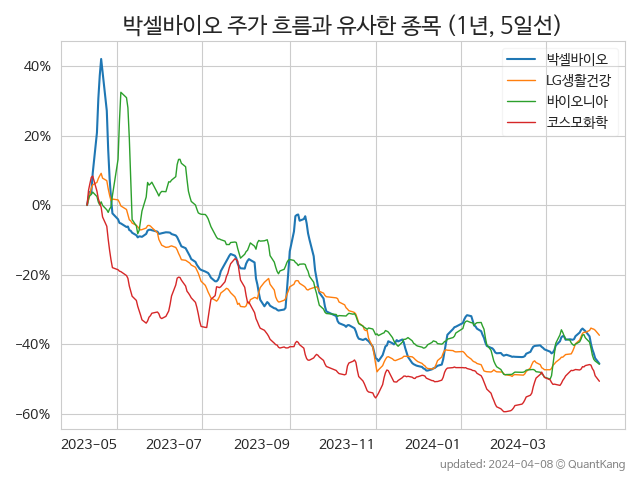 박셀바이오 주가 흐름과 유사한 종목 (1년, 5일선)
박셀바이오
LG생활건강
바이오니아
코스모화학
40%
20%
0%
−20%
−40%
−60%
2023-05 2023-07 2023-09 2023-11 2024-01 2024-03
updated: 2024-04-08 © QuantKang